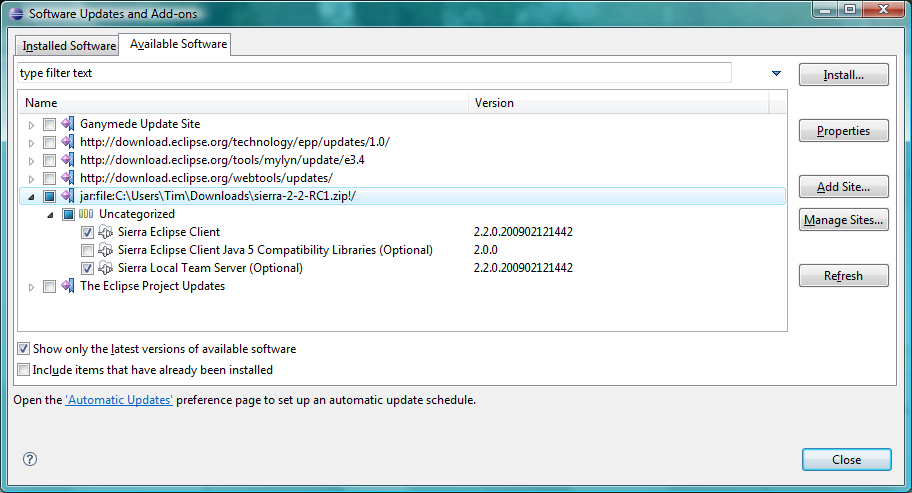 Software Updates and Add-ons
Installed Software Available Software
type filter text
Install...
Name Version
Ganymede Update Site
Properties
http://download.eclipse.org/technology/epp/updates/1.0/
http://download.eclipse.org/tools/mylyn/update/e3.4
http://download.eclipse.org/webtools/updates/
Add Site...
jar:file:C:\Users\Tim\Downloads\sierra-2-2-RC1.zip!/
Uncategorized
Manage Sites...
Sierra Eclipse Client 2.2.0.200902121442
Sierra Eclipse Client Java 5 Compatibility Libraries (Optional) 2.0.0
Sierra Local Team Server (Optional) 2.2.0.200902121442
Refresh
The Eclipse Project Updates
Show only the latest versions of available software
Include items that have already been installed
Open the 'Automatic Updates' preference page to set up an automatic update schedule.
?
Close